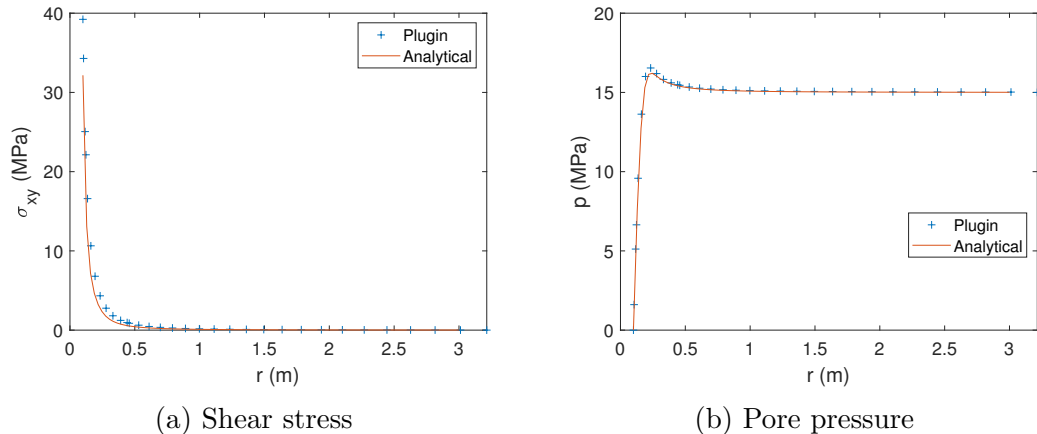 40
30
20
10
0
σxy (MPa)
0 0.5 1 1.5 2 2.5 3
r (m)
Plugin
Analytical
(a) Shear stress
20
15
10
5
0
p (MPa)
0 0.5 1 1.5 2 2.5 3
r (m)
Plugin
Analytical
(b) Pore pressure